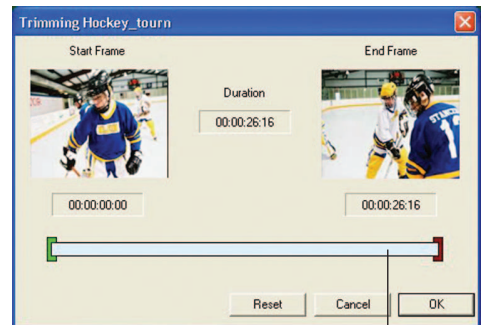 Trimming Hockey_tourn
Start Frame
End Frame
Duration
00:00:26:16
00:00:00:00
00:00:26:16
Reset
Cancel
OK